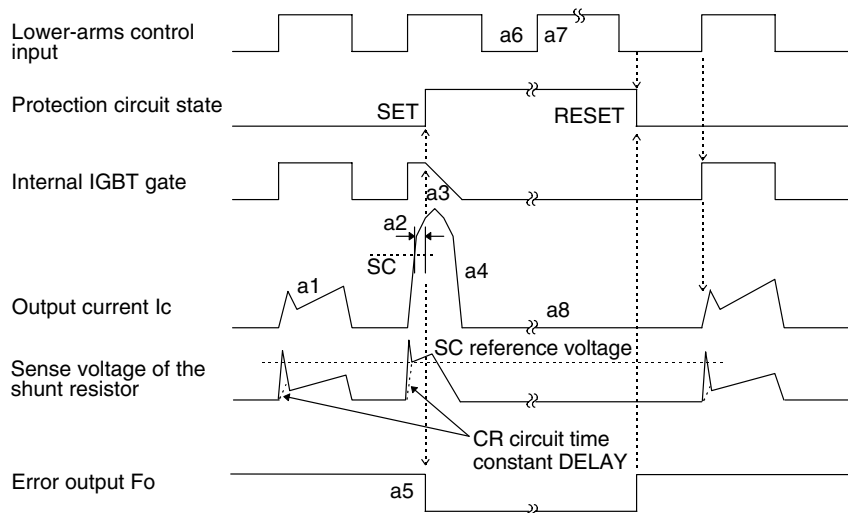 Lower-arms control
input
a6
a7
Protection circuit state
SET
RESET
Internal IGBT gate
a3
a2
SC
a4
Output current Ic
a1
a8
SC reference voltage
Sense voltage of the
shunt resistor
CR circuit time
constant DELAY
Error output Fo
a5